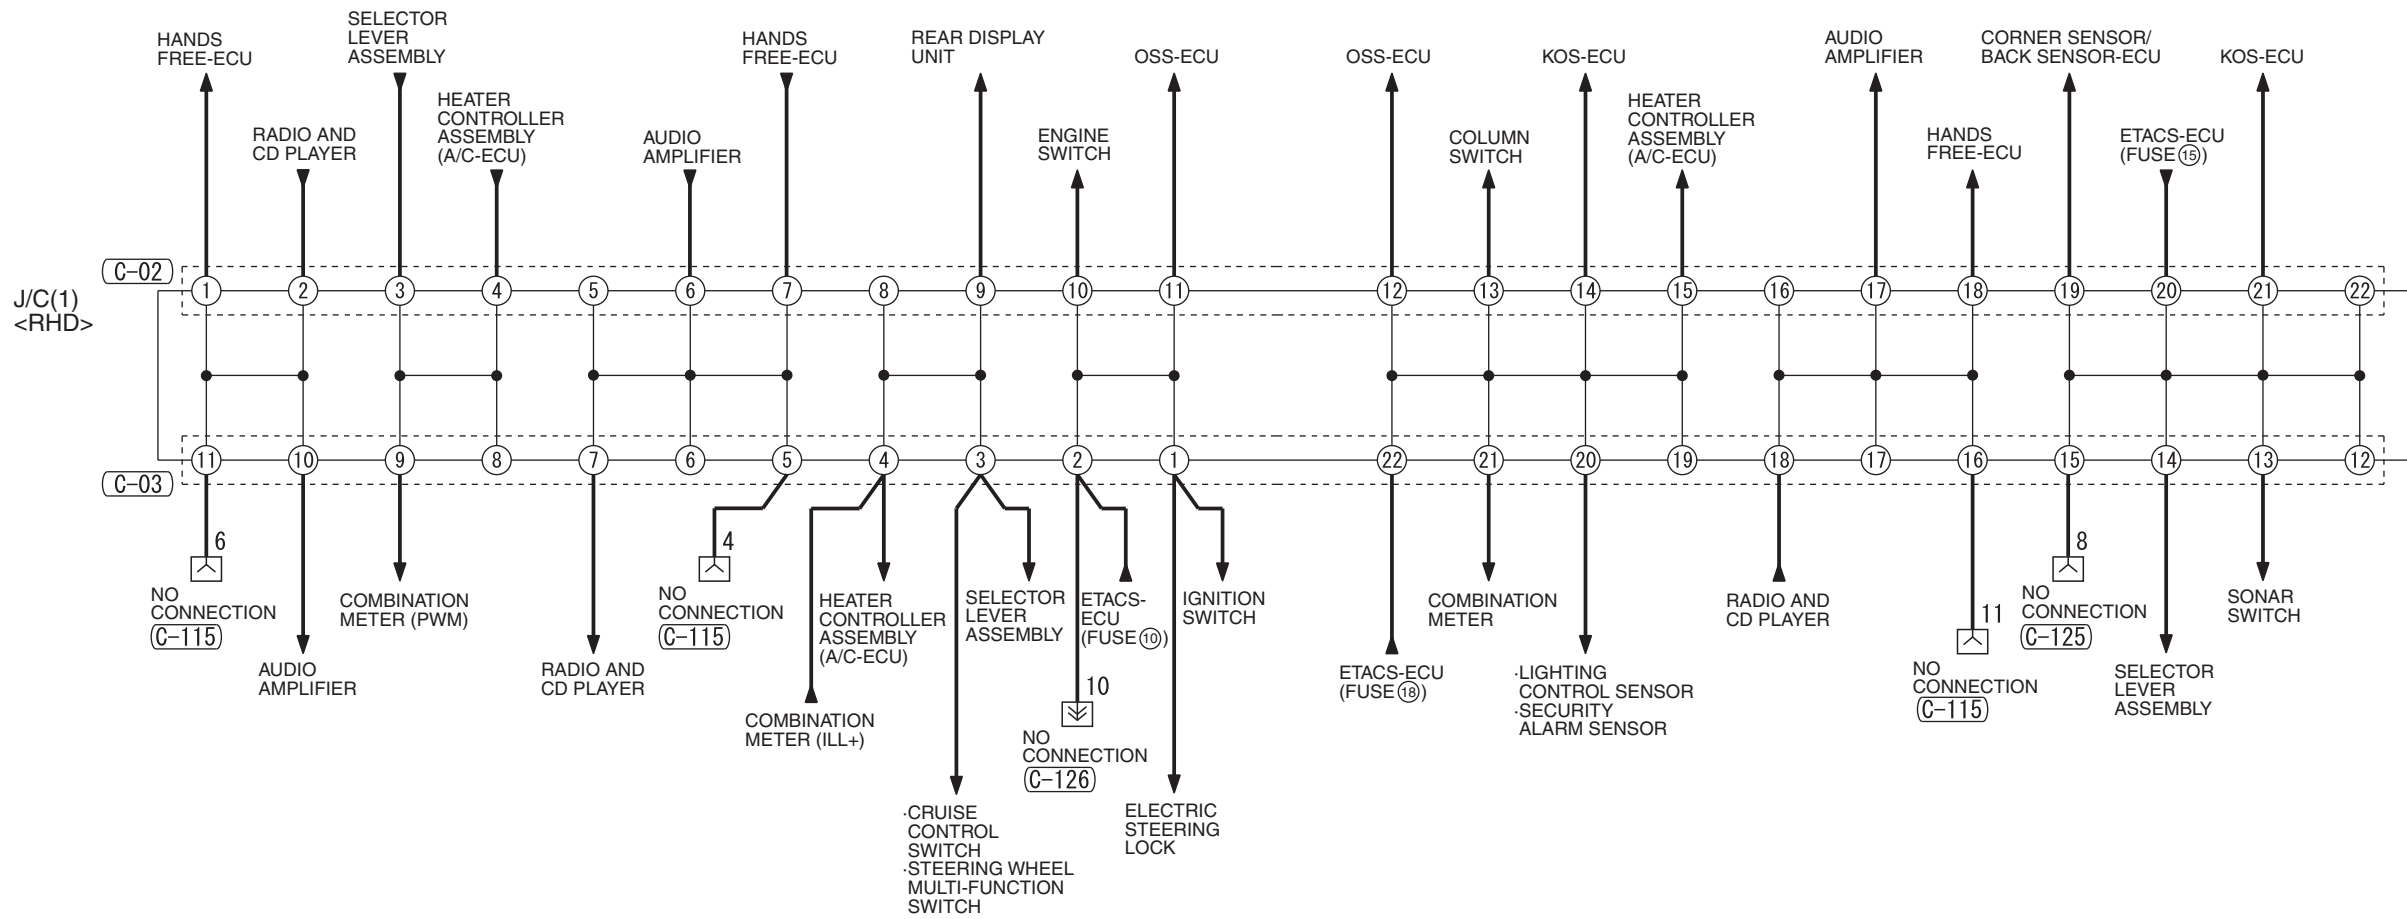 HANDS
FREE-ECU
SELECTOR
LEVER
ASSEMBLY
HANDS
FREE-ECU
REAR DISPLAY
UNIT
OSS-ECU
OSS-ECU
KOS-ECU
AUDIO
AMPLIFIER
CORNER SENSOR/
BACK SENSOR-ECU
KOS-ECU
RADIO AND
CD PLAYER
HEATER
CONTROLLER
ASSEMBLY
(A/C-ECU)
AUDIO
AMPLIFIER
ENGINE
SWITCH
COLUMN
SWITCH
HEATER
CONTROLLER
ASSEMBLY
(A/C-ECU)
HANDS
FREE-ECU
ETACS-ECU
(FUSE⑮)
C-02
J/C(1)
<RHD>
1 2 3 4 5 6 7 8 9 10 11 12 13 14 15 16 17 18 19 20 21 22
11 10 9 8 7 6 5 4 3 2 1 22 21 20 19 18 17 16 15 14 13 12
C-03
6
NO
CONNECTION
C-115
AUDIO
AMPLIFIER
COMBINATION
METER (PWM)
RADIO AND
CD PLAYER
4
NO
CONNECTION
C-115
COMBINATION
METER (ILL+)
HEATER
CONTROLLER
ASSEMBLY
(A/C-ECU)
·CRUISE
CONTROL
SWITCH
·STEERING WHEEL
MULTI-FUNCTION
SWITCH
SELECTOR
LEVER
ASSEMBLY
10
NO
CONNECTION
C-126
ETACS-
ECU
(FUSE⑩)
ELECTRIC
STEERING
LOCK
IGNITION
SWITCH
ETACS-ECU
(FUSE⑱)
COMBINATION
METER
·LIGHTING
CONTROL SENSOR
·SECURITY
ALARM SENSOR
RADIO AND
CD PLAYER
11
NO
CONNECTION
C-115
8
NO
CONNECTION
C-125
SELECTOR
LEVER
ASSEMBLY
SONAR
SWITCH